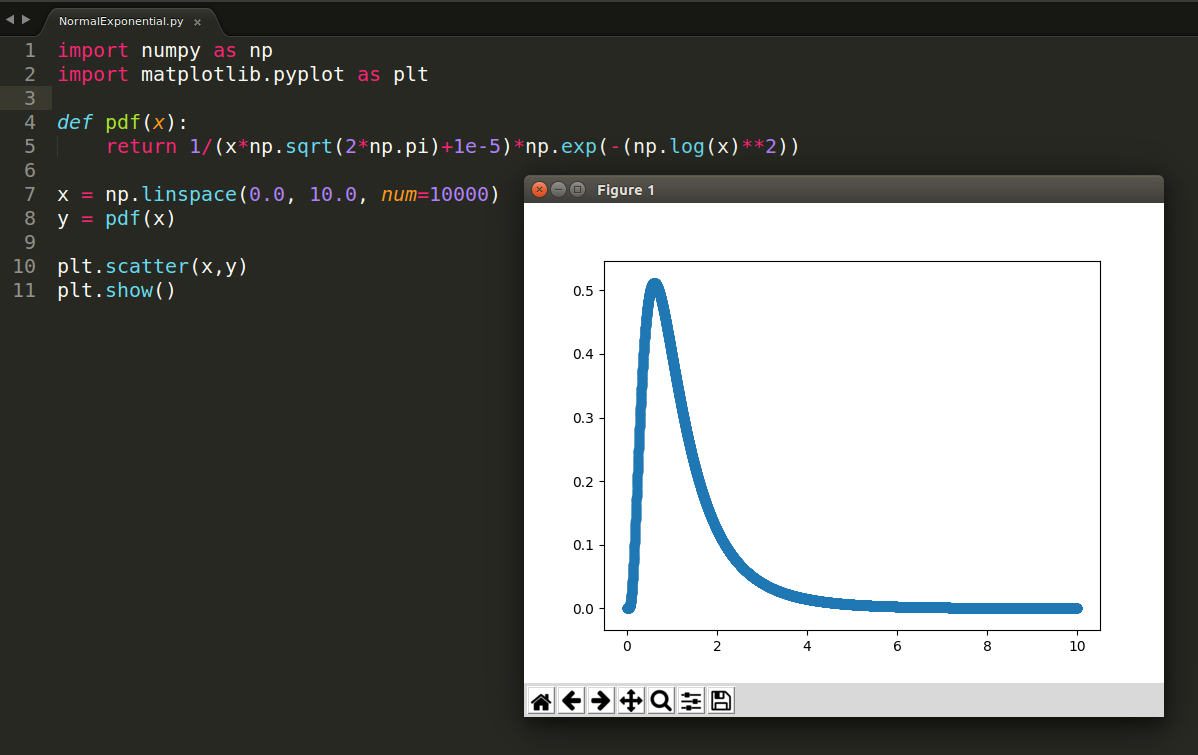 NormalExponential.py ×
1 import numpy as np
2 import matplotlib.pyplot as plt
3
4 def pdf(x):
5 return 1/(x*np.sqrt(2*np.pi)+1e-5)*np.exp(-(np.log(x)**2))
6
7 x = np.linspace(0.0, 10.0, num=10000)
8 y = pdf(x)
9
10 plt.scatter(x,y)
11 plt.show()
Figure 1
0.5
0.4
0.3
0.2
0.1
0.0
0 2 4 6 8 10